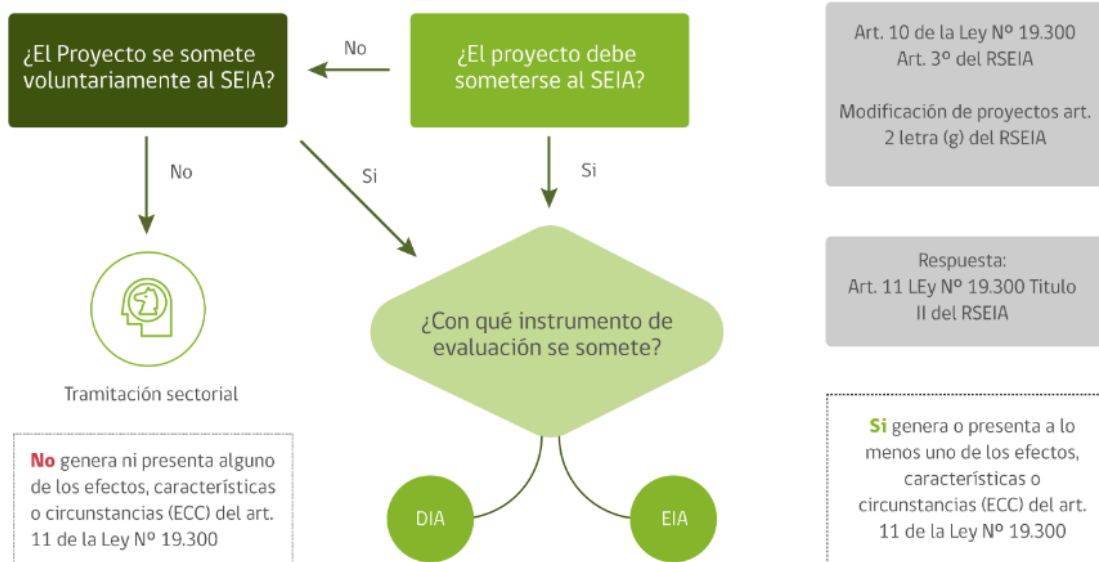 ¿El Proyecto se somete
voluntariamente al SEIA?
No
¿El proyecto debe
someterse al SEIA?
Art. 10 de la Ley Nº 19.300
Art. 3º del RSEIA
Modificación de proyectos art.
2 letra (g) del RSEIA
No
Si
Si
Respuesta:
Art. 11 LEy Nº 19.300 Titulo
II del RSEIA
¿Con qué instrumento de
evaluación se somete?
Tramitación sectorial
No genera ni presenta alguno
de los efectos, características
o circunstancias (ECC) del art.
11 de la Ley Nº 19.300
DIA
EIA
Si genera o presenta a lo
menos uno de los efectos,
características o
circunstancias (ECC) del art.
11 de la Ley Nº 19.300